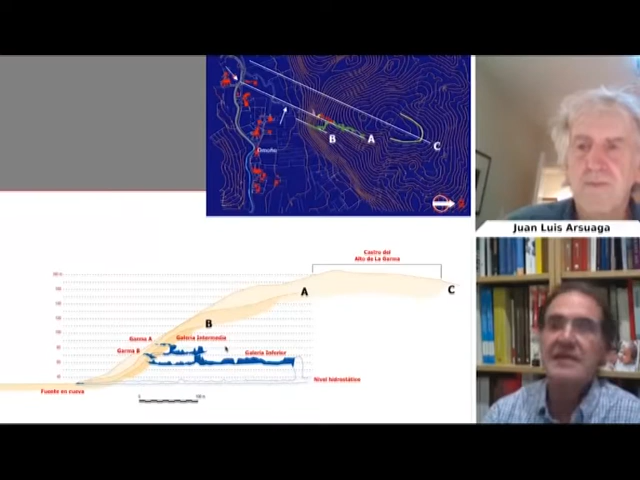 Omoño
B
A
C
Juan Luis Arsuaga
Castro del
Alto de La Garma
A
C
B
Garma A
Galería Intermedia
Garma B
Galería Inferior
Nivel hidrostático
Fuente en cueva